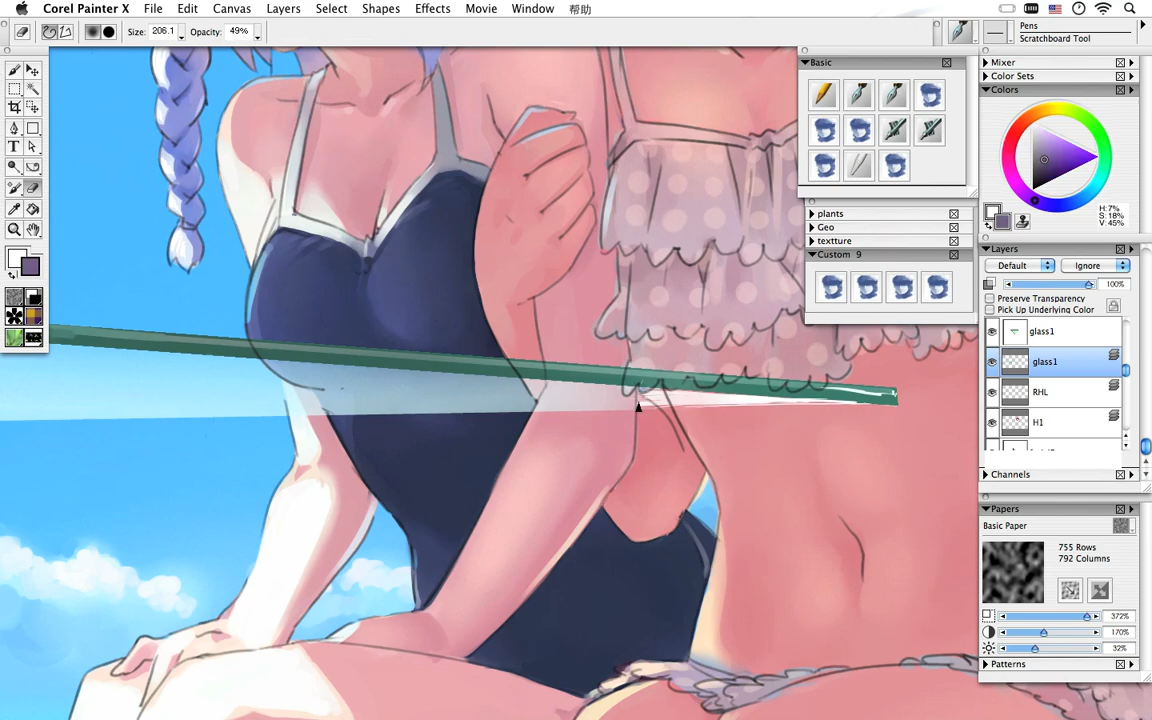 Corel Painter X File Edit Canvas Layers Select Shapes Effects Movie Window 帮助
Size: 206.1 Opacity: 49%
Pens
Scratchboard Tool
Basic
plants
Geo
textture
Custom 9
Mixer
Color Sets
Colors
H:7%
S:18%
V:45%
Layers
Default Ignore
100%
Preserve Transparency
Pick Up Underlying Color
glass1
glass1
RHL
H1
Channels
Papers
Basic Paper
755 Rows
792 Columns
372%
170%
32%
Patterns
T